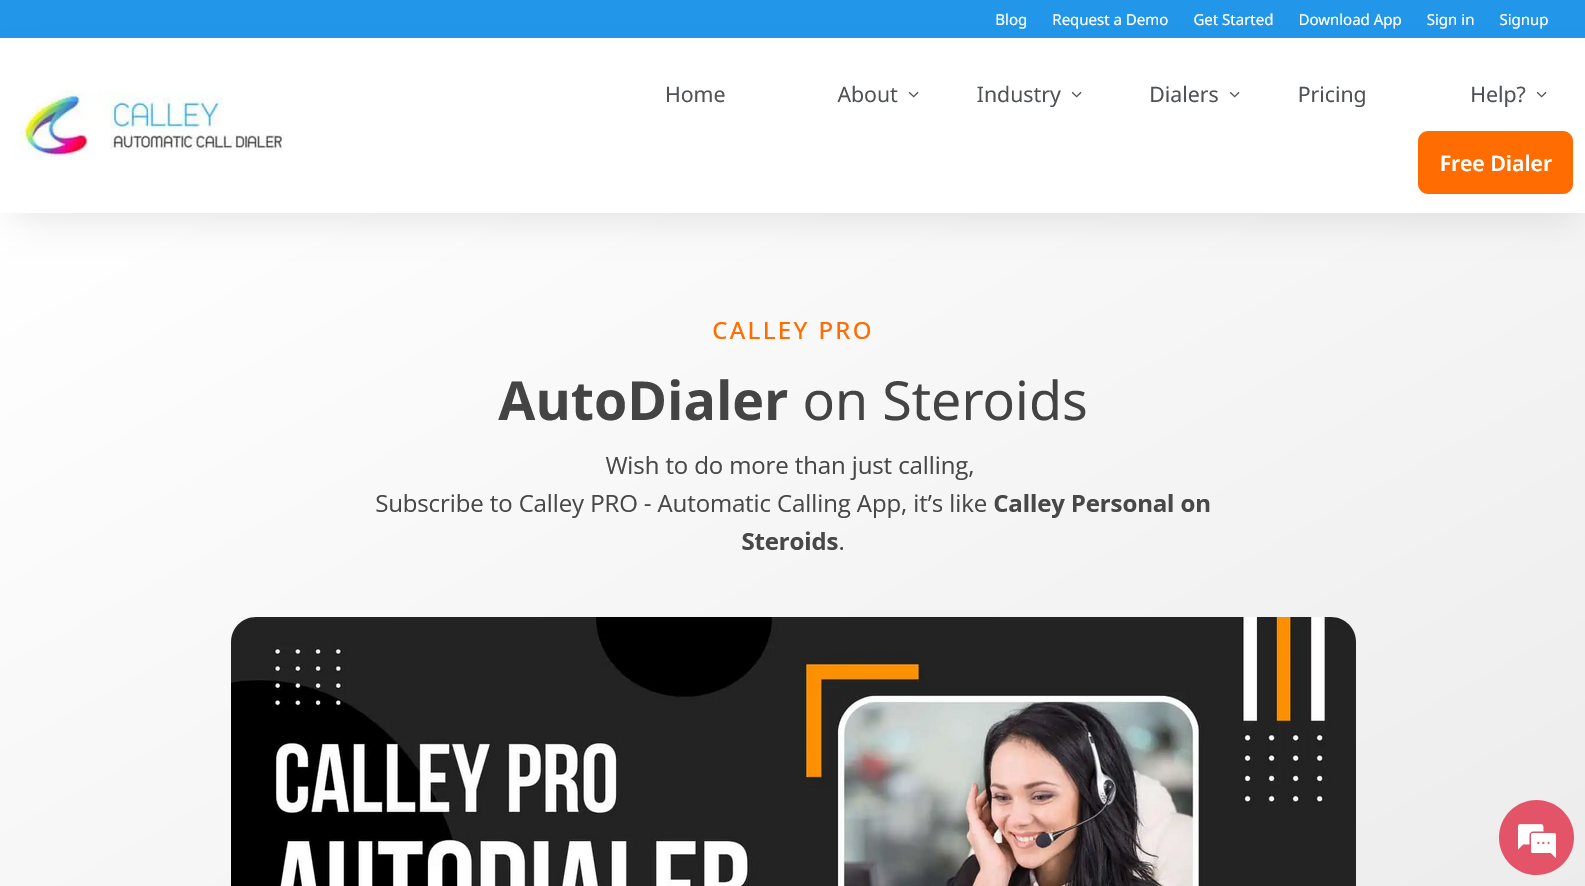 Blog Request a Demo Get Started Download App Sign in Signup
CALLEY
AUTOMATIC CALL DIALER
Home About Industry Dialers Pricing Help?
Free Dialer
CALLEY PRO
AutoDialer on Steroids
Wish to do more than just calling,
Subscribe to Calley PRO - Automatic Calling App, it’s like Calley Personal on
Steroids.
CALLEY PRO
AUTODIALER